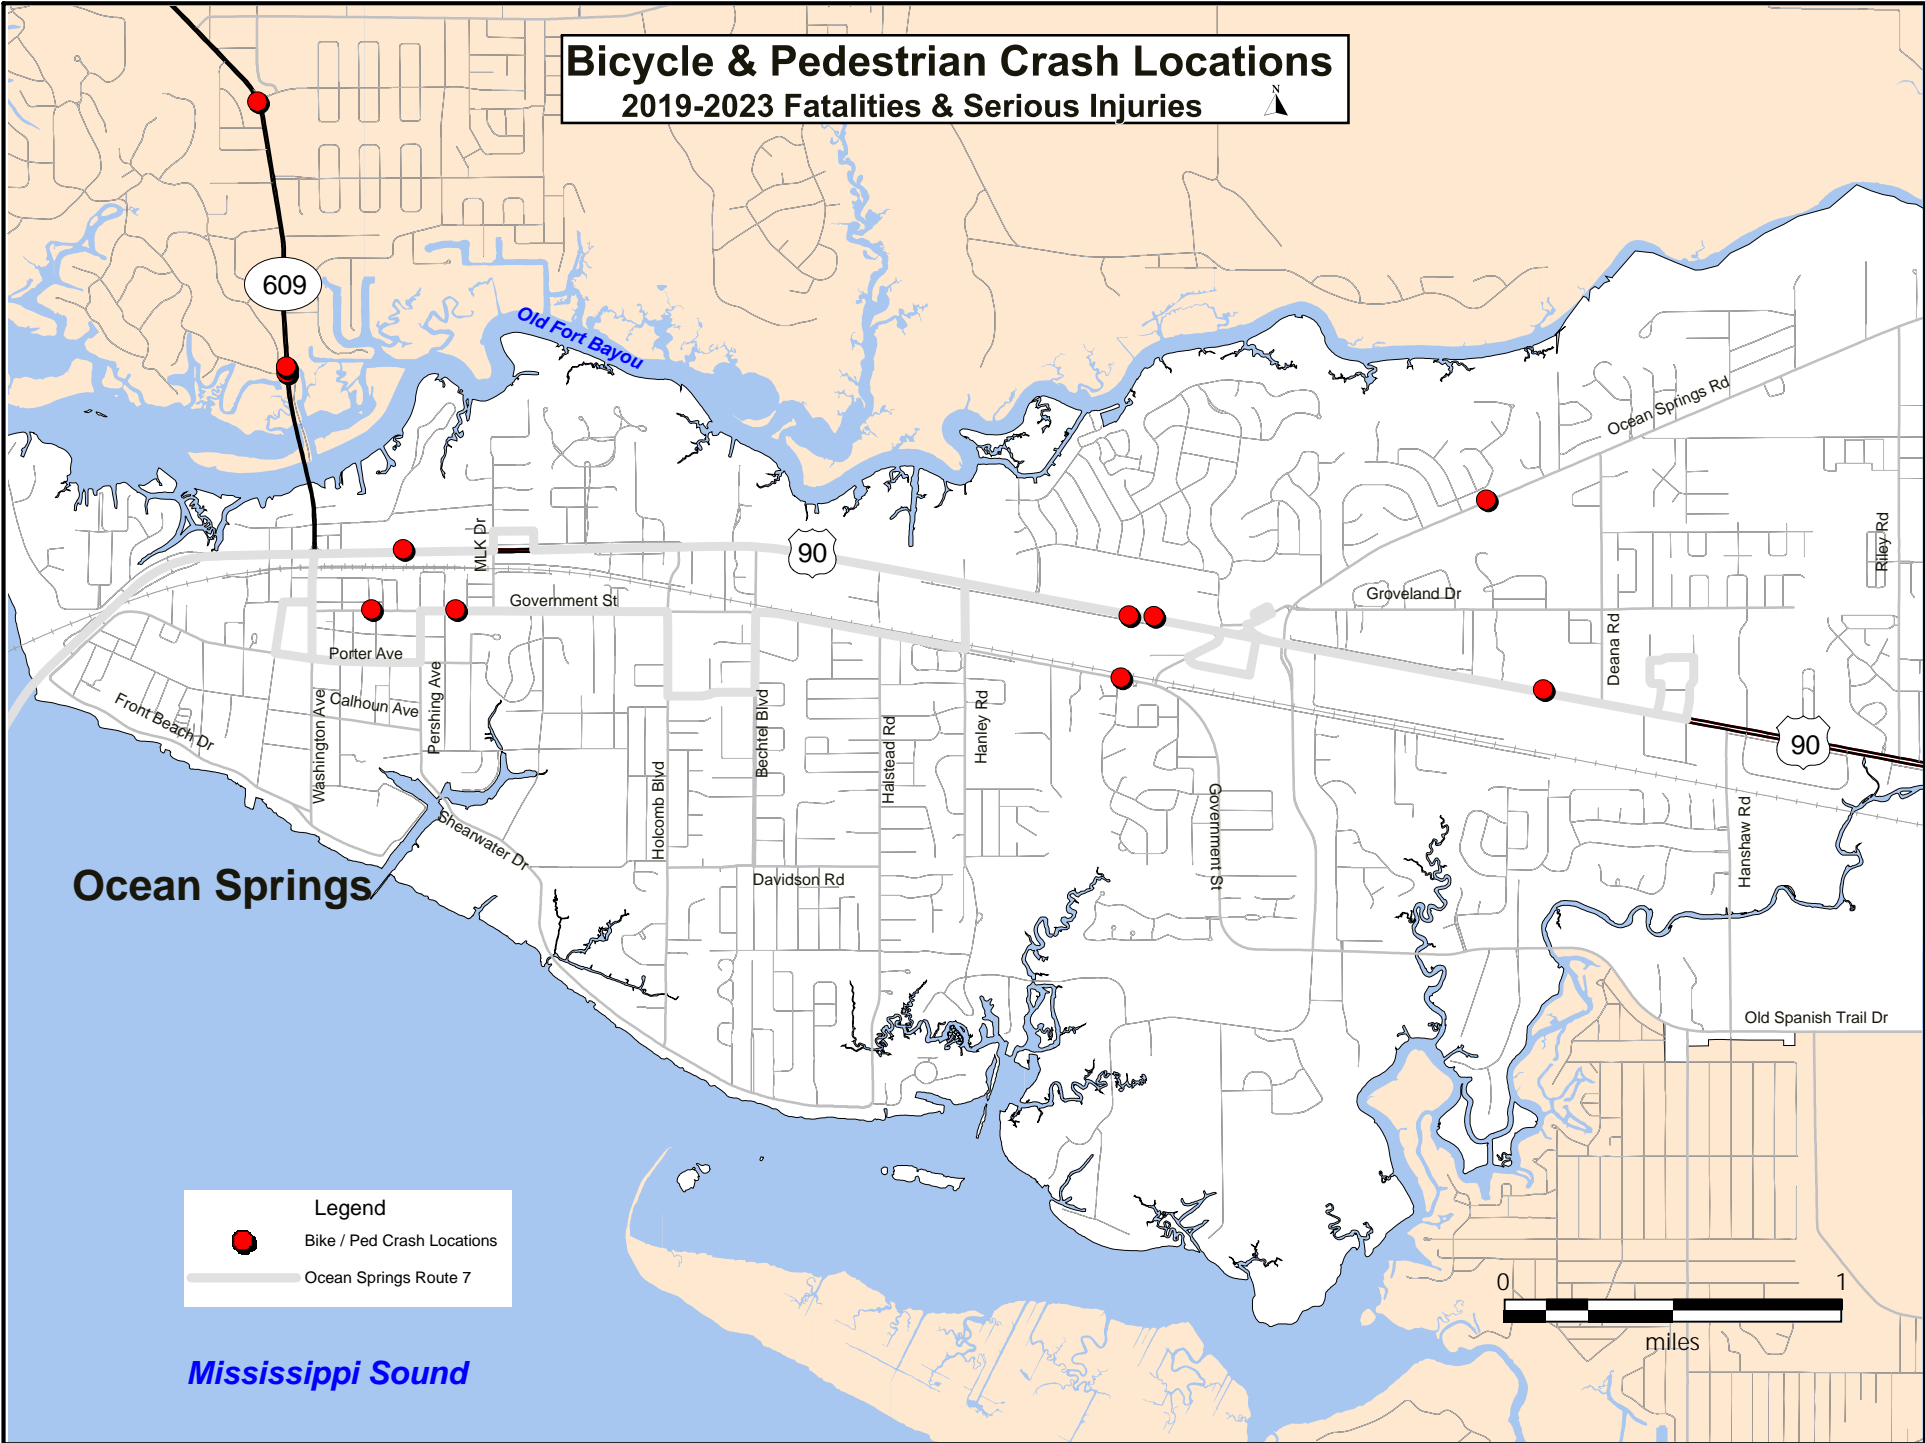 Bicycle & Pedestrian Crash Locations
2019-2023 Fatalities & Serious Injuries
N
609
Old Fort Bayou
Ocean Springs Rd
MLK Dr
90
Riley Rd
Government St
Groveland Dr
Deana Rd
Porter Ave
Calhoun Ave
Pershing Ave
Front Beach Dr
Washington Ave
Bechtel Blvd
Halstead Rd
Hanley Rd
90
Holcomb Blvd
Shearwater Dr
Government St
Hanshaw Rd
Ocean Springs
Davidson Rd
Old Spanish Trail Dr
Legend
Bike / Ped Crash Locations
Ocean Springs Route 7
0 1
miles
Mississippi Sound